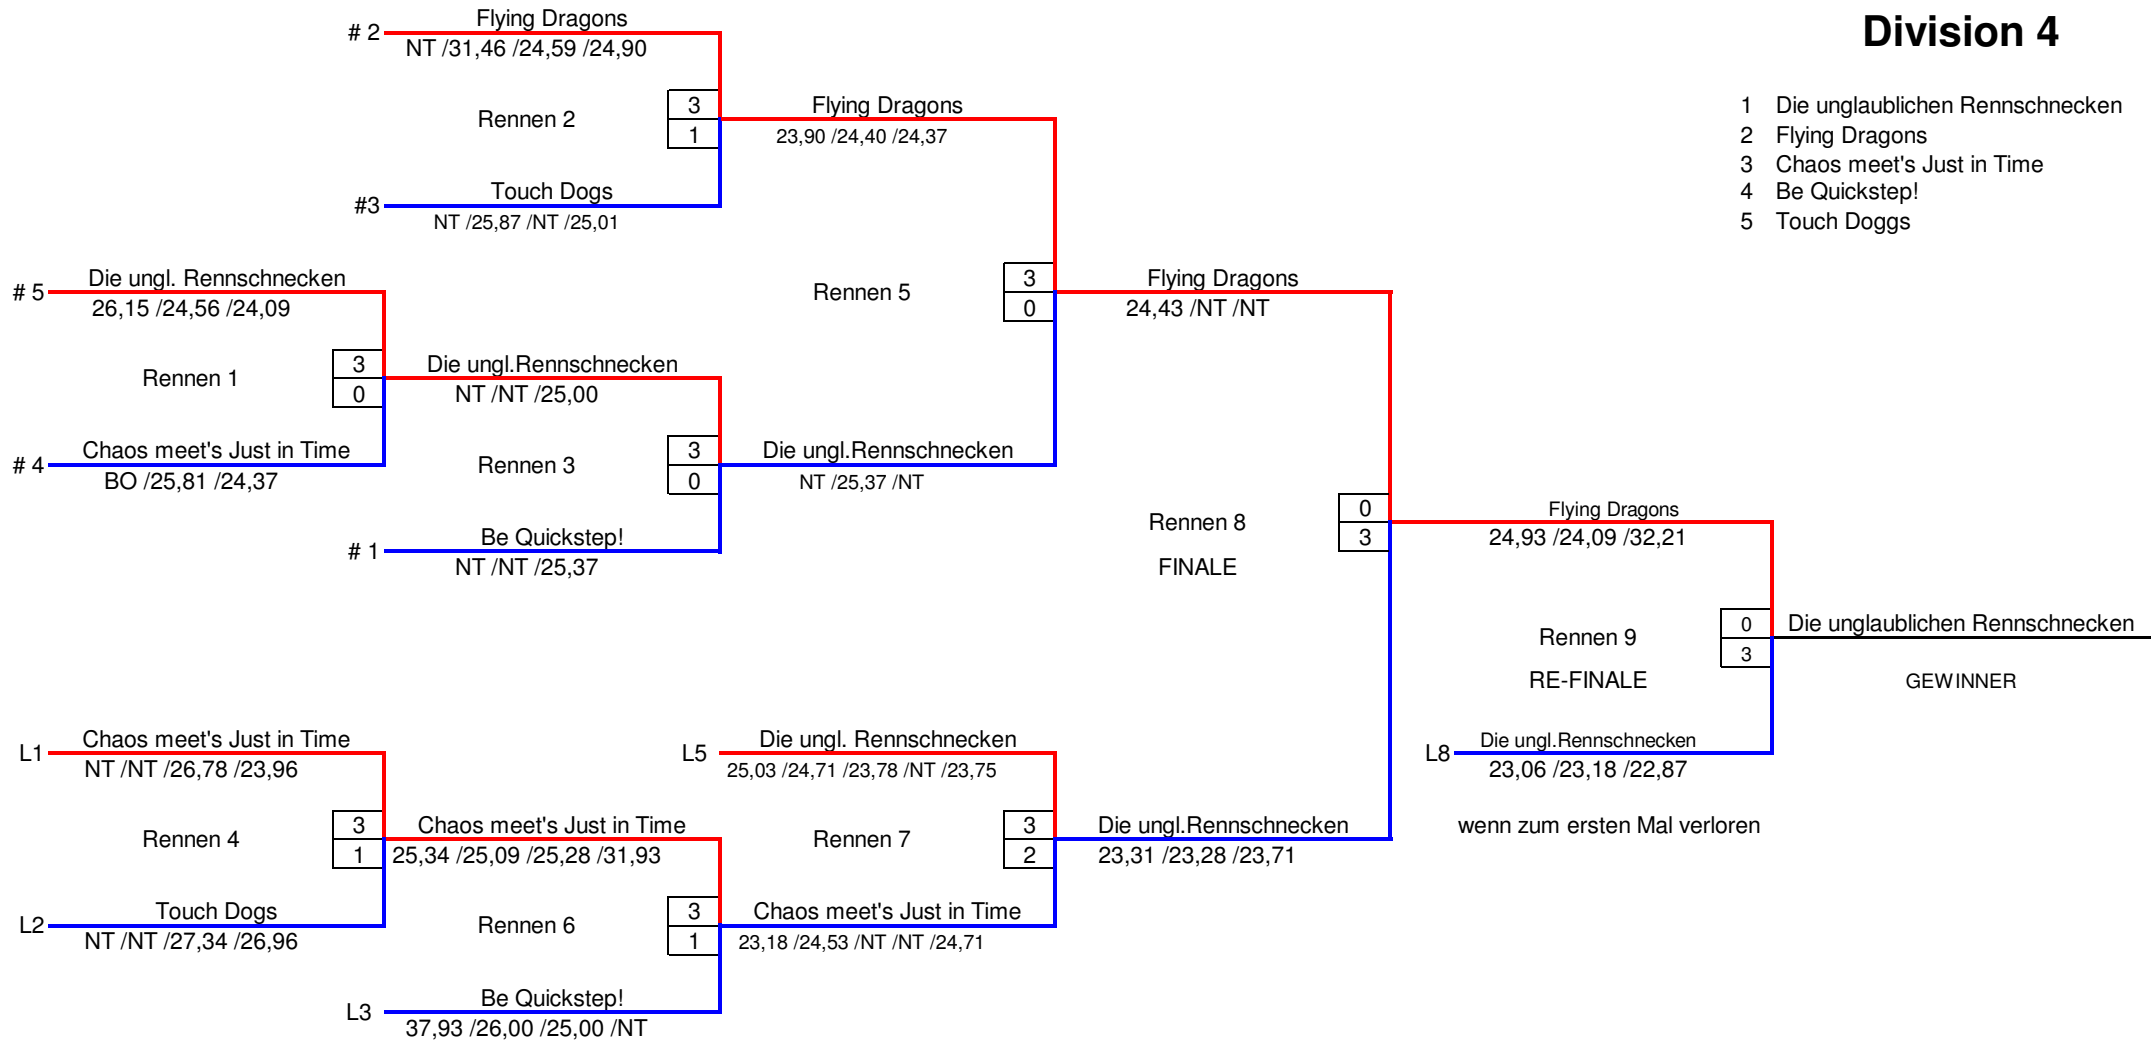 Division 4
1 Die unglaublichen Rennschnecken
2 Flying Dragons
3 Chaos meet's Just in Time
4 Be Quickstep!
5 Touch Doggs
# 2 Flying Dragons
NT /31,46 /24,59 /24,90
Rennen 2
3
1
#3 Touch Dogs
NT /25,87 /NT /25,01
Flying Dragons
23,90 /24,40 /24,37
# 5 Die ungl. Rennschnecken
26,15 /24,56 /24,09
Rennen 1
3
0
# 4 Chaos meet's Just in Time
BO /25,81 /24,37
Die ungl.Rennschnecken
NT /NT /25,00
Rennen 3
3
0
# 1 Be Quickstep!
NT /NT /25,37
Rennen 5
3
0
Die ungl.Rennschnecken
NT /25,37 /NT
Flying Dragons
24,43 /NT /NT
Rennen 8
FINALE
0
3
Flying Dragons
24,93 /24,09 /32,21
Rennen 9
RE-FINALE
0
3
Die unglaublichen Rennschnecken
GEWINNER
L8 Die ungl.Rennschnecken
23,06 /23,18 /22,87
wenn zum ersten Mal verloren
L1 Chaos meet's Just in Time
NT /NT /26,78 /23,96
Rennen 4
3
1
L2 Touch Dogs
NT /NT /27,34 /26,96
Chaos meet's Just in Time
25,34 /25,09 /25,28 /31,93
Rennen 6
3
1
L3 Be Quickstep!
37,93 /26,00 /25,00 /NT
L5 Die ungl. Rennschnecken
25,03 /24,71 /23,78 /NT /23,75
Rennen 7
3
2
Chaos meet's Just in Time
23,18 /24,53 /NT /NT /24,71
Die ungl.Rennschnecken
23,31 /23,28 /23,71